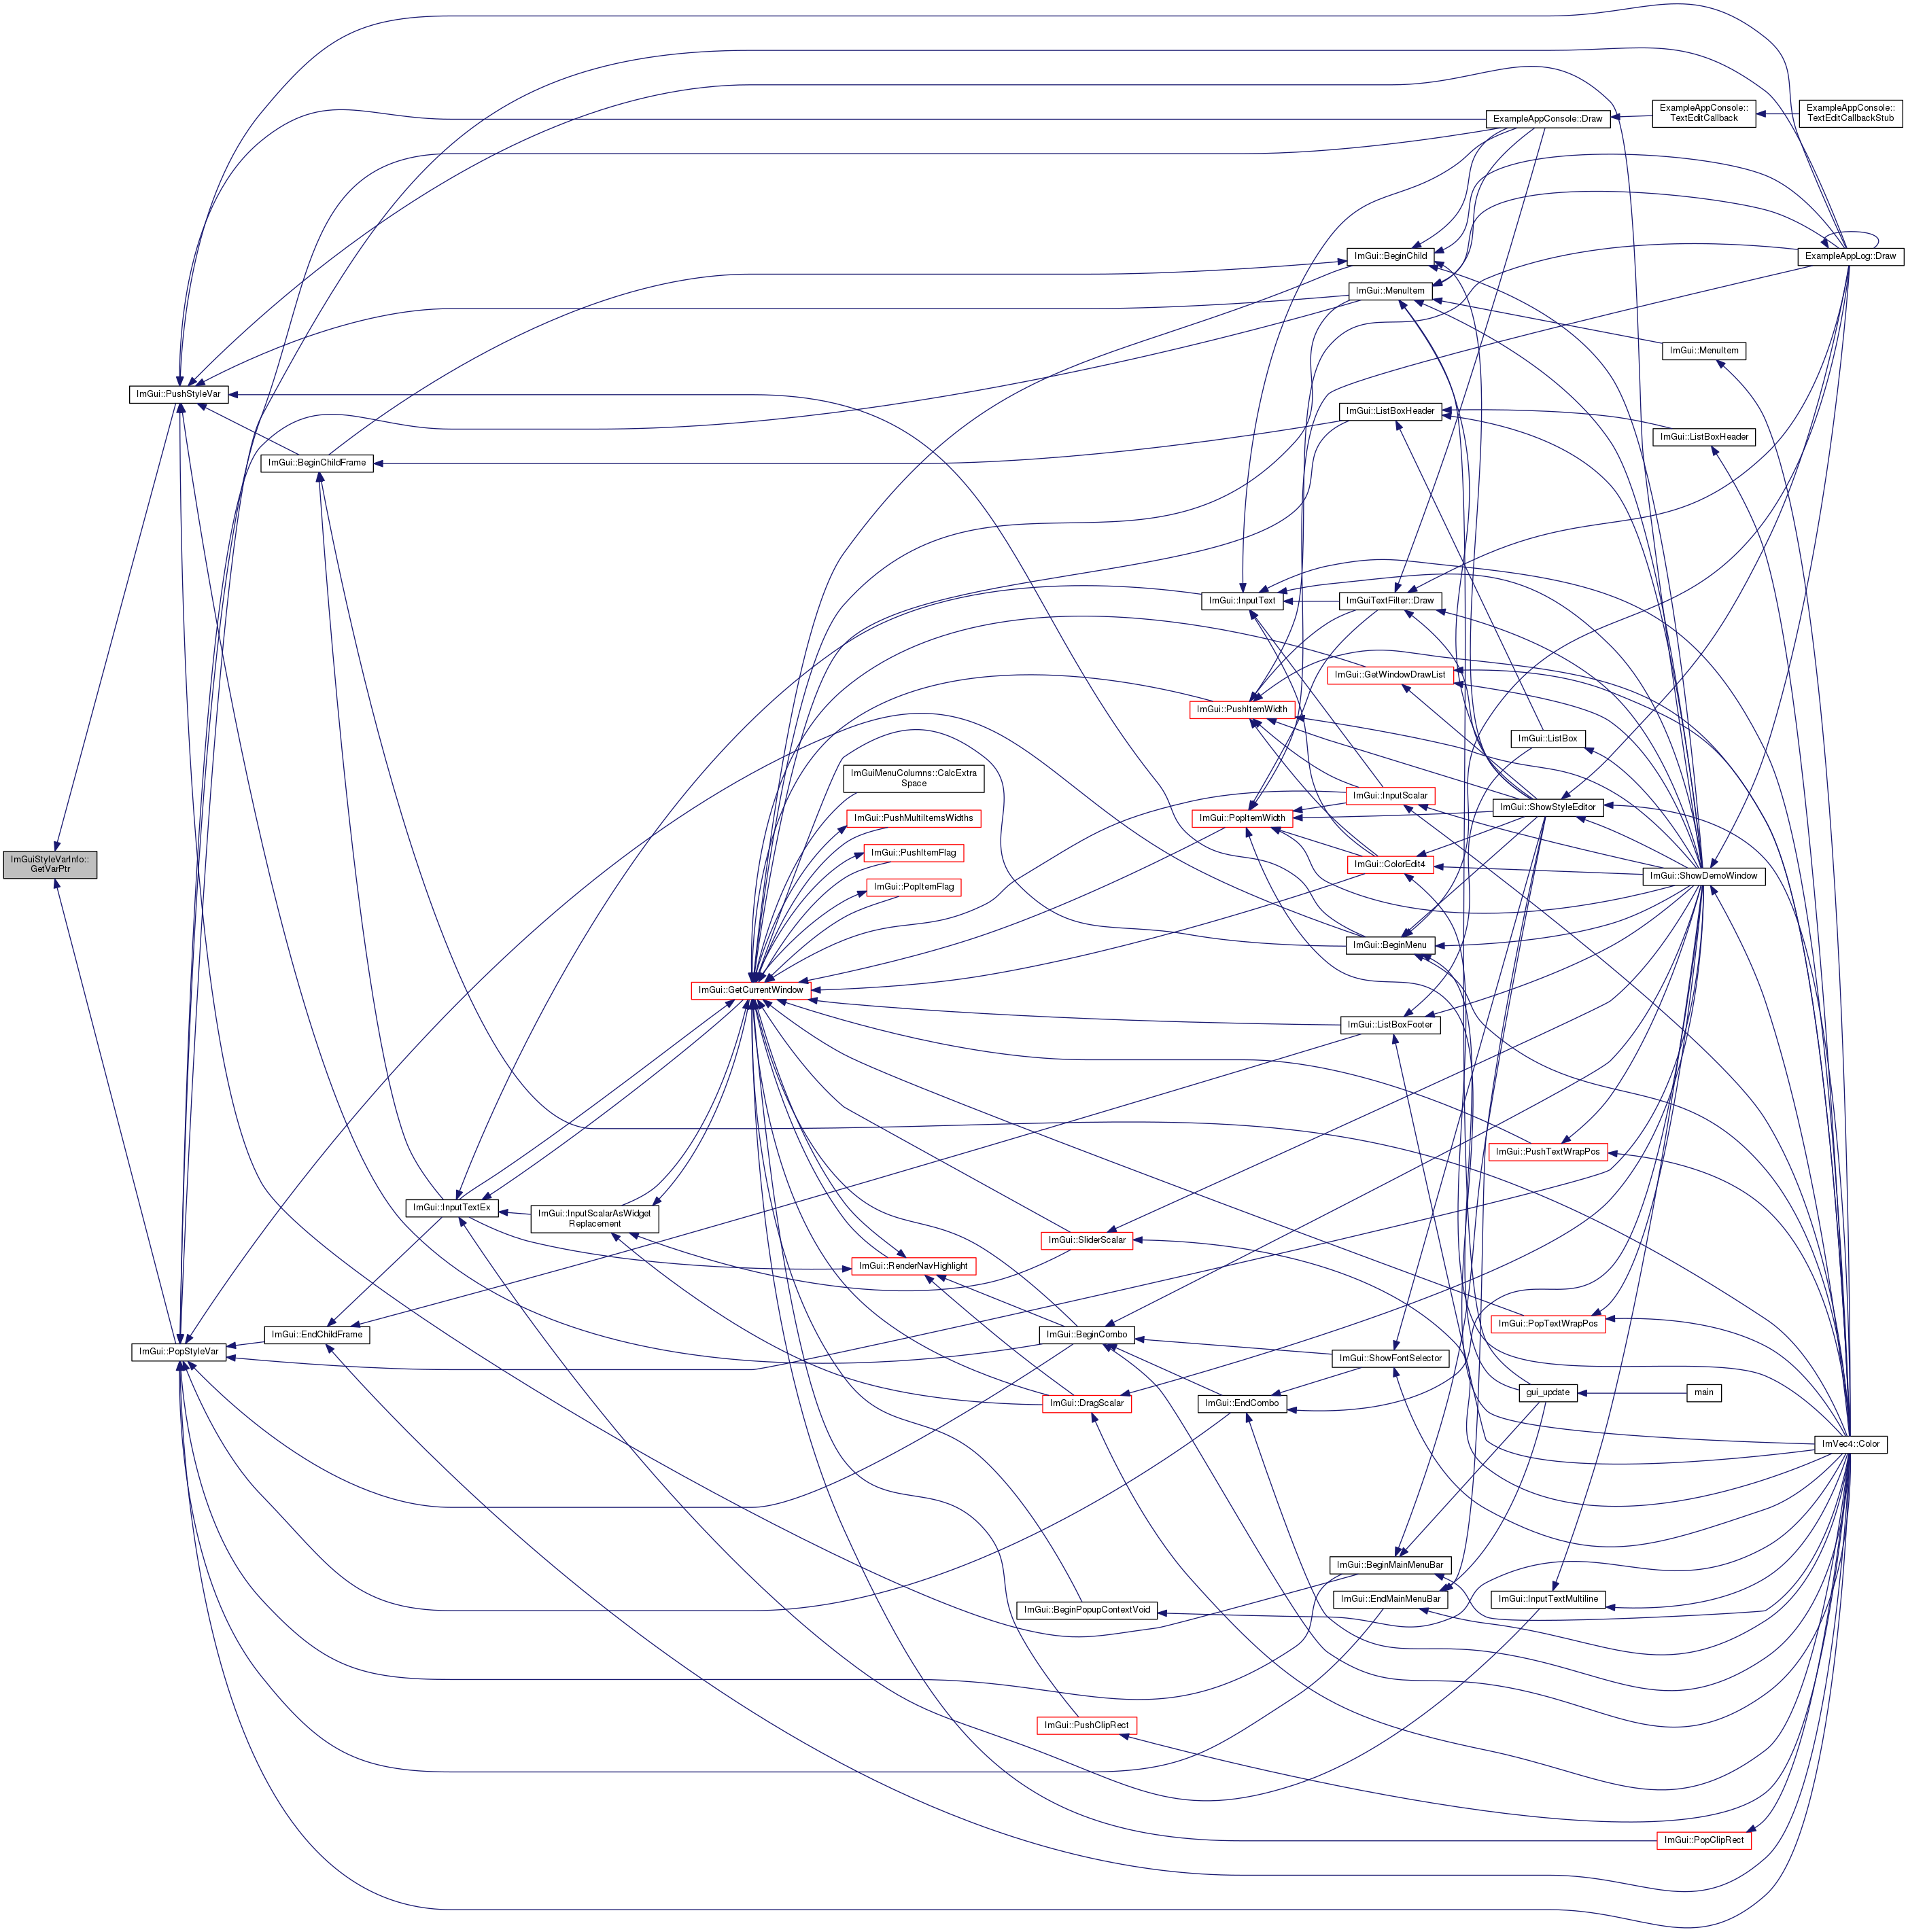 ExampleAppConsole::Draw
ExampleAppConsole::
TextEditCallback
ExampleAppConsole::
TextEditCallbackStub
ImGui::BeginChild
ExampleAppLog::Draw
ImGui::MenuItem
ImGui::MenuItem
ImGui::PushStyleVar
ImGui::ListBoxHeader
ImGui::ListBoxHeader
ImGui::BeginChildFrame
ImGui::InputText
ImGuiTextFilter::Draw
ImGui::GetWindowDrawList
ImGui::PushItemWidth
ImGui::ListBox
ImGuiMenuColumns::CalcExtra
Space
ImGui::InputScalar
ImGui::ShowStyleEditor
ImGui::PushMultiItemsWidths
ImGui::PopItemWidth
ImGui::PushItemFlag
ImGuiStyleVarInfo::
GetVarPtr
ImGui::ColorEdit4
ImGui::ShowDemoWindow
ImGui::PopItemFlag
ImGui::BeginMenu
ImGui::GetCurrentWindow
ImGui::ListBoxFooter
ImGui::PushTextWrapPos
ImGui::InputTextEx
ImGui::InputScalarAsWidget
Replacement
ImGui::SliderScalar
ImGui::RenderNavHighlight
ImGui::PopTextWrapPos
ImGui::EndChildFrame
ImGui::BeginCombo
ImGui::PopStyleVar
ImGui::ShowFontSelector
gui_update
main
ImGui::DragScalar
ImGui::EndCombo
ImVec4::Color
ImGui::BeginMainMenuBar
ImGui::EndMainMenuBar
ImGui::InputTextMultiline
ImGui::BeginPopupContextVoid
ImGui::PushClipRect
ImGui::PopClipRect